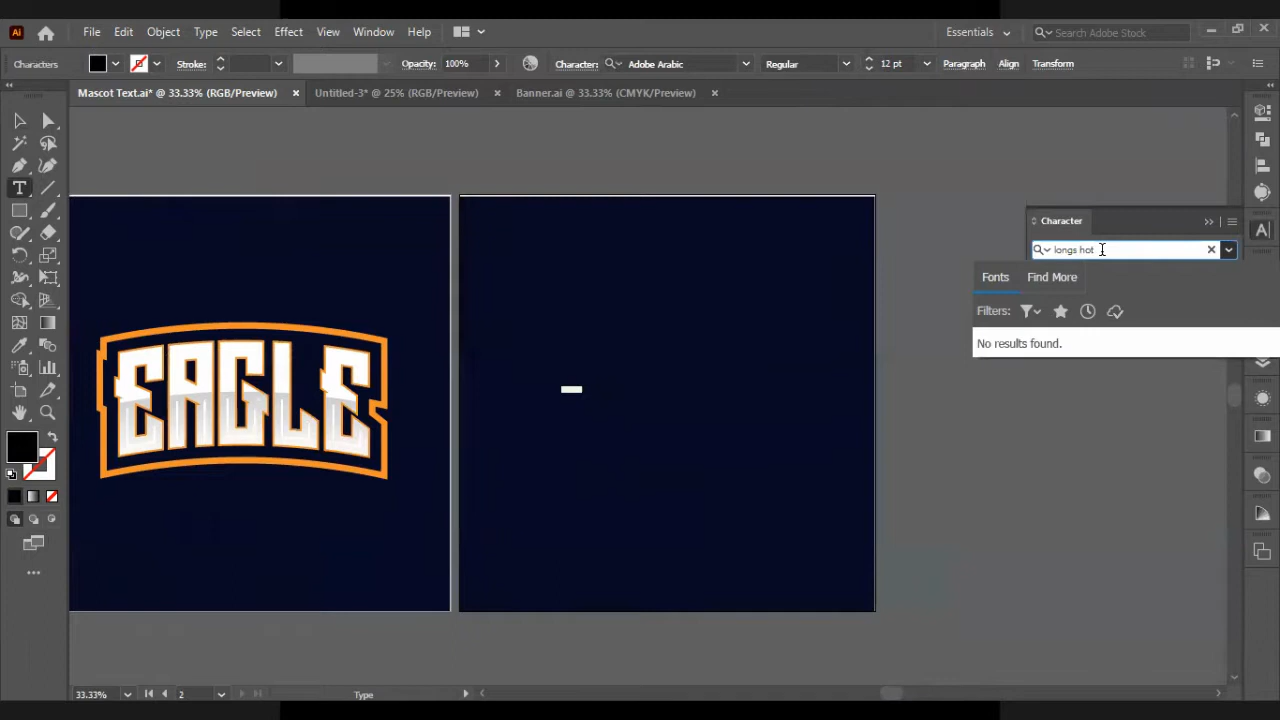 Ai File Edit Object Type Select Effect View Window Help Essentials Search Adobe Stock
Characters Stroke: Opacity: 100% Character: Adobe Arabic Regular 12 pt Paragraph Align Transform
Mascot Text.ai* @ 33.33% (RGB/Preview) × Untitled-3* @ 25% (RGB/Preview) × Banner.ai @ 33.33% (CMYK/Preview) ×
Character
longs hot
Fonts Find More
Filters:
No results found.
EAGLE
33.33% 2 Type